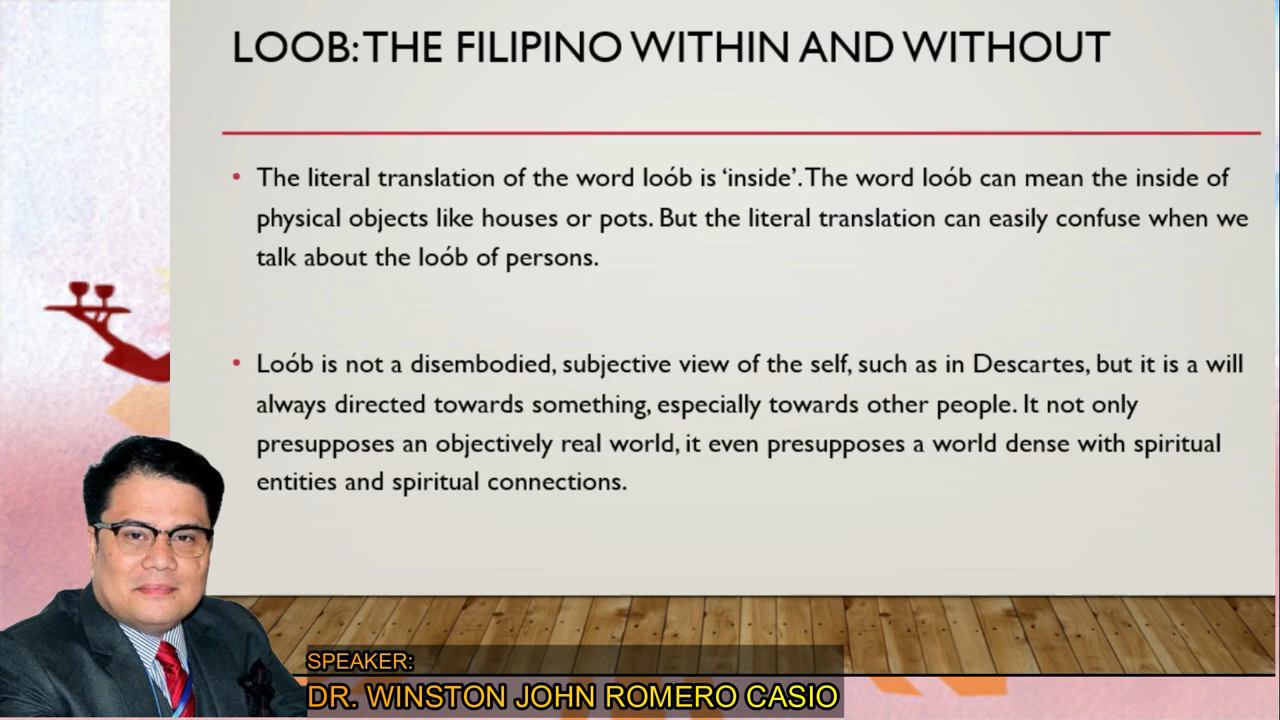 LOOB: THE FILIPINO WITHIN AND WITHOUT
• The literal translation of the word loób is ‘inside’. The word loób can mean the inside of
physical objects like houses or pots. But the literal translation can easily confuse when we
talk about the loób of persons.
• Loób is not a disembodied, subjective view of the self, such as in Descartes, but it is a will
always directed towards something, especially towards other people. It not only
presupposes an objectively real world, it even presupposes a world dense with spiritual
entities and spiritual connections.
SPEAKER:
DR. WINSTON JOHN ROMERO CASIO